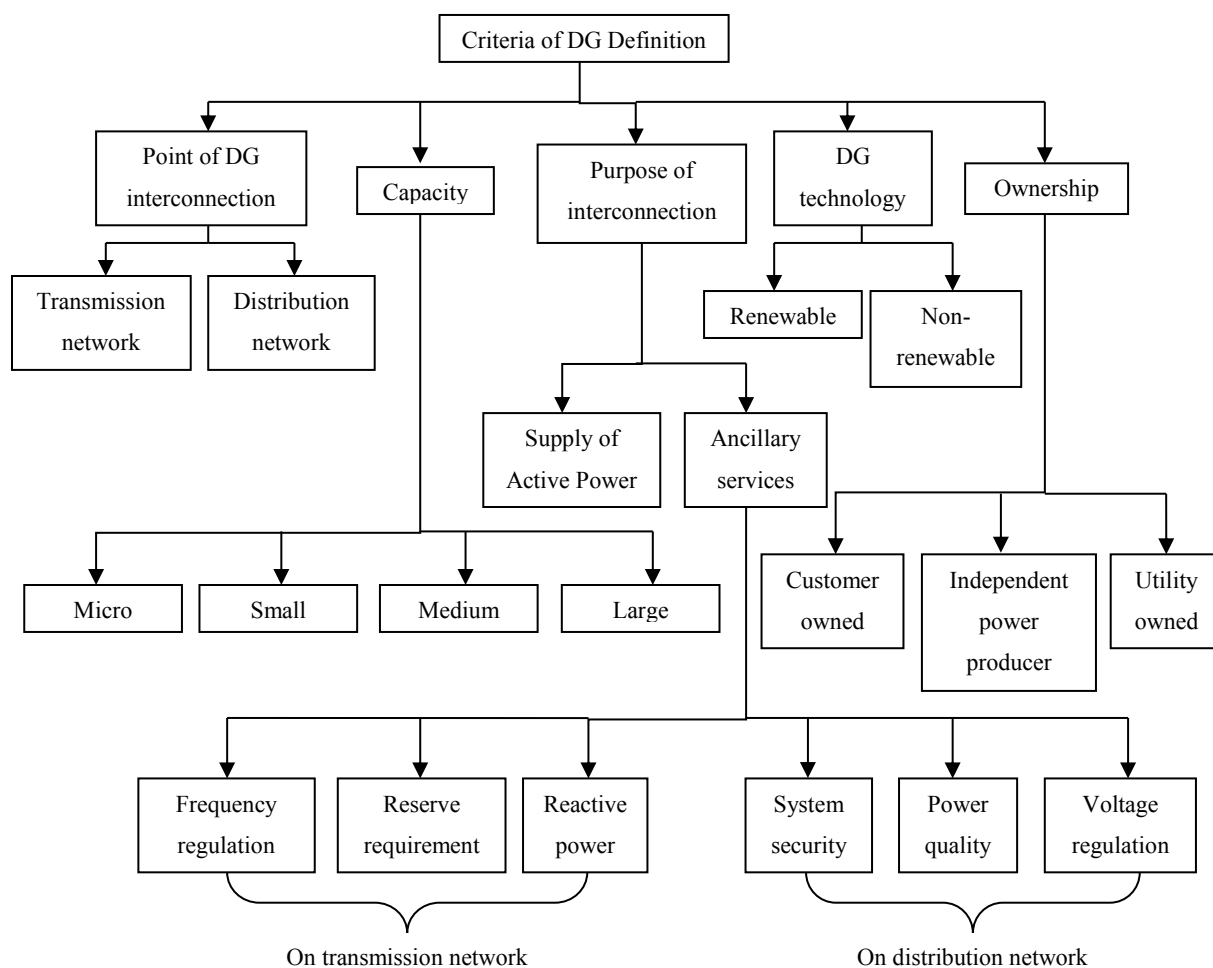 Criteria of DG Definition
Point of DG
interconnection
Capacity
Purpose of
interconnection
DG
technology
Ownership
Transmission
network
Distribution
network
Renewable
Non-
renewable
Supply of
Active Power
Ancillary
services
Micro
Small
Medium
Large
Customer
owned
Independent
power
producer
Utility
owned
Frequency
regulation
Reserve
requirement
Reactive
power
System
security
Power
quality
Voltage
regulation
On transmission network
On distribution network